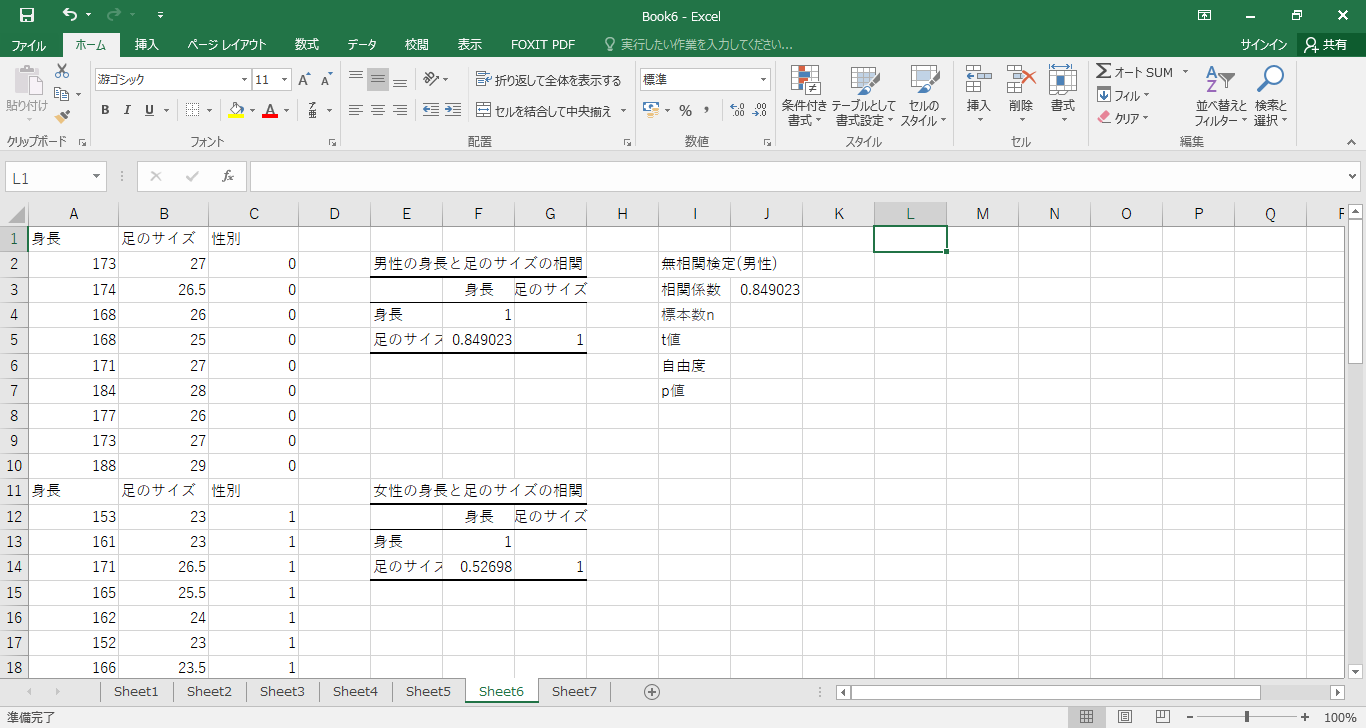 Book6 - Excel
ファイル ホーム 挿入 ページ レイアウト 数式 データ 校閲 表示 FOXIT PDF 実行したい作業を入力してください... サインイン 共有
貼り付け
クリップボード
游ゴシック 11
B I U
フォント
折り返して全体を表示する
セルを結合して中央揃え
配置
標準
数値
条件付き書式 テーブルとして書式設定 セルのスタイル
スタイル
挿入 削除 書式
セル
オート SUM
フィル
クリア
並べ替えとフィルター 検索と選択
編集
L1 fx
A B C D E F G H I J K L M N O P Q
1 身長 足のサイズ 性別
2 173 27 0 男性の身長と足のサイズの相関 無相関検定(男性)
3 174 26.5 0 身長 足のサイズ 相関係数 0.849023
4 168 26 0 身長 1 標本数n
5 168 25 0 足のサイズ 0.849023 1 t値
6 171 27 0 自由度
7 184 28 0 p値
8 177 26 0
9 173 27 0
10 188 29 0
11 身長 足のサイズ 性別 女性の身長と足のサイズの相関
12 153 23 1 身長 足のサイズ
13 161 23 1 身長 1
14 171 26.5 1 足のサイズ 0.52698 1
15 165 25.5 1
16 162 24 1
17 152 23 1
18 166 23.5 1
Sheet1 Sheet2 Sheet3 Sheet4 Sheet5 Sheet6 Sheet7
準備完了 100%